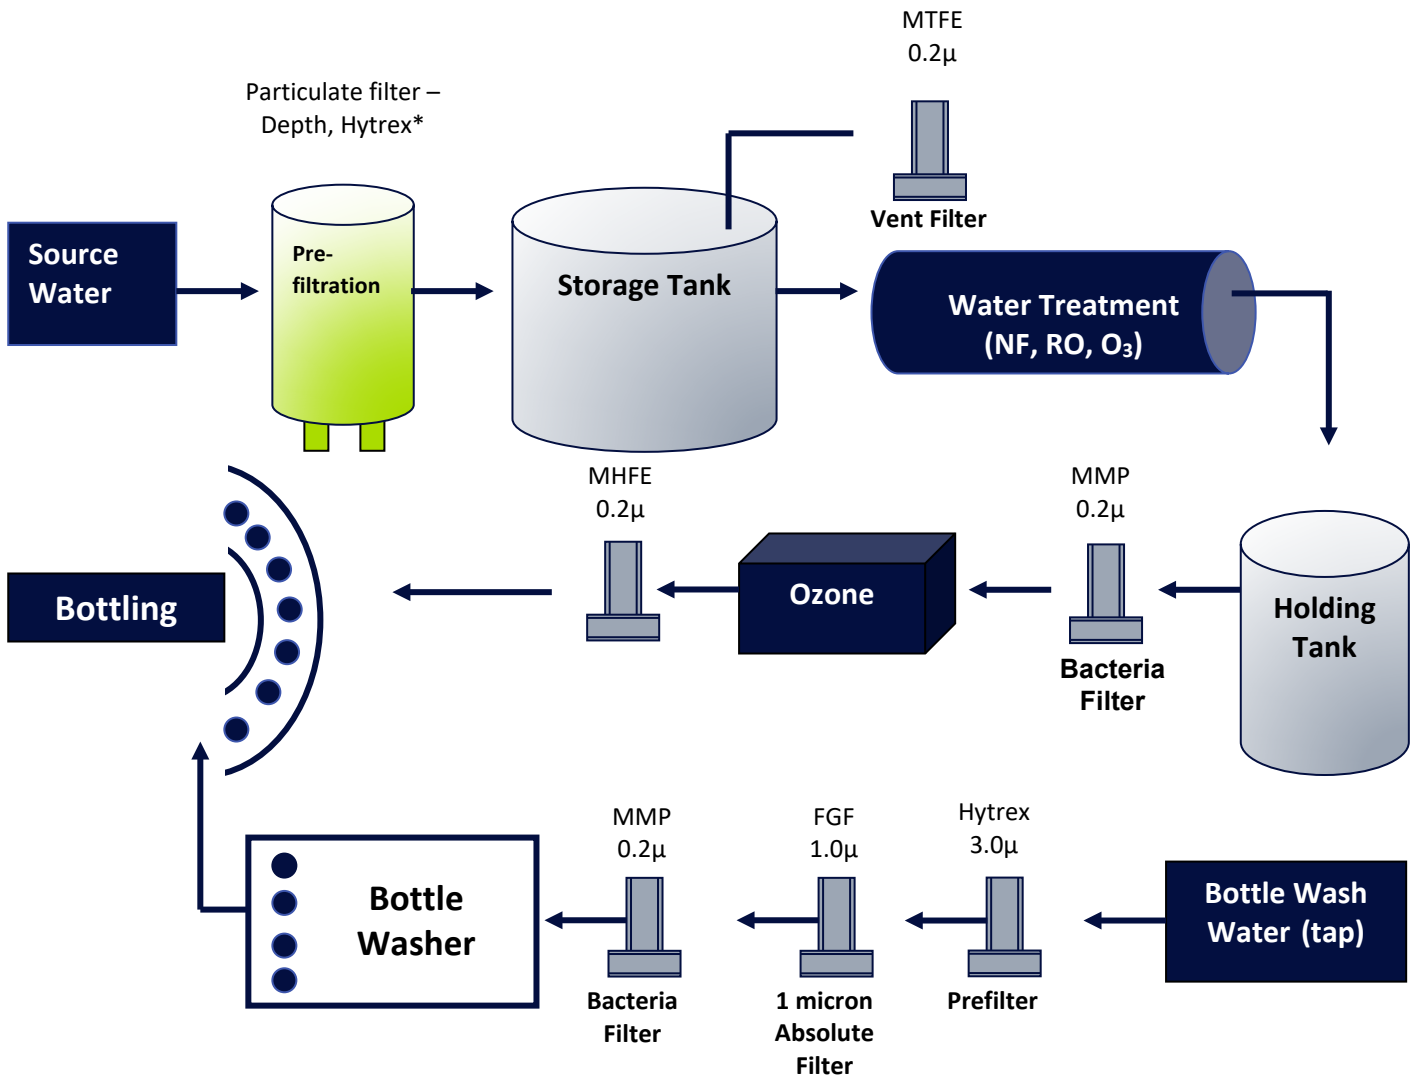 MTFE
0.2µ
Particulate filter –
Depth, Hytrex*
Vent Filter
Source
Water
Pre-
filtration
Storage Tank
Water Treatment
(NF, RO, O₃)
MHFE
0.2µ
MMP
0.2µ
Bottling
Ozone
Holding
Tank
Bacteria
Filter
MMP
0.2µ
FGF
1.0µ
Hytrex
3.0µ
Bottle
Washer
Bottle Wash
Water (tap)
Bacteria
Filter
1 micron
Absolute
Filter
Prefilter